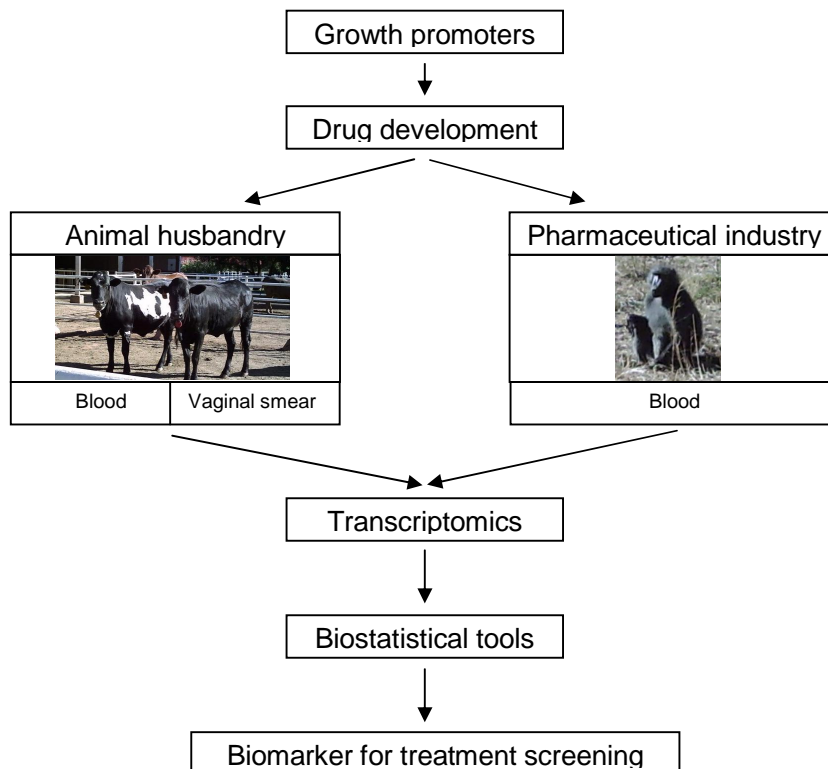 Growth promoters
Drug development
Animal husbandry
Pharmaceutical industry
Blood
Vaginal smear
Blood
Transcriptomics
Biostatistical tools
Biomarker for treatment screening